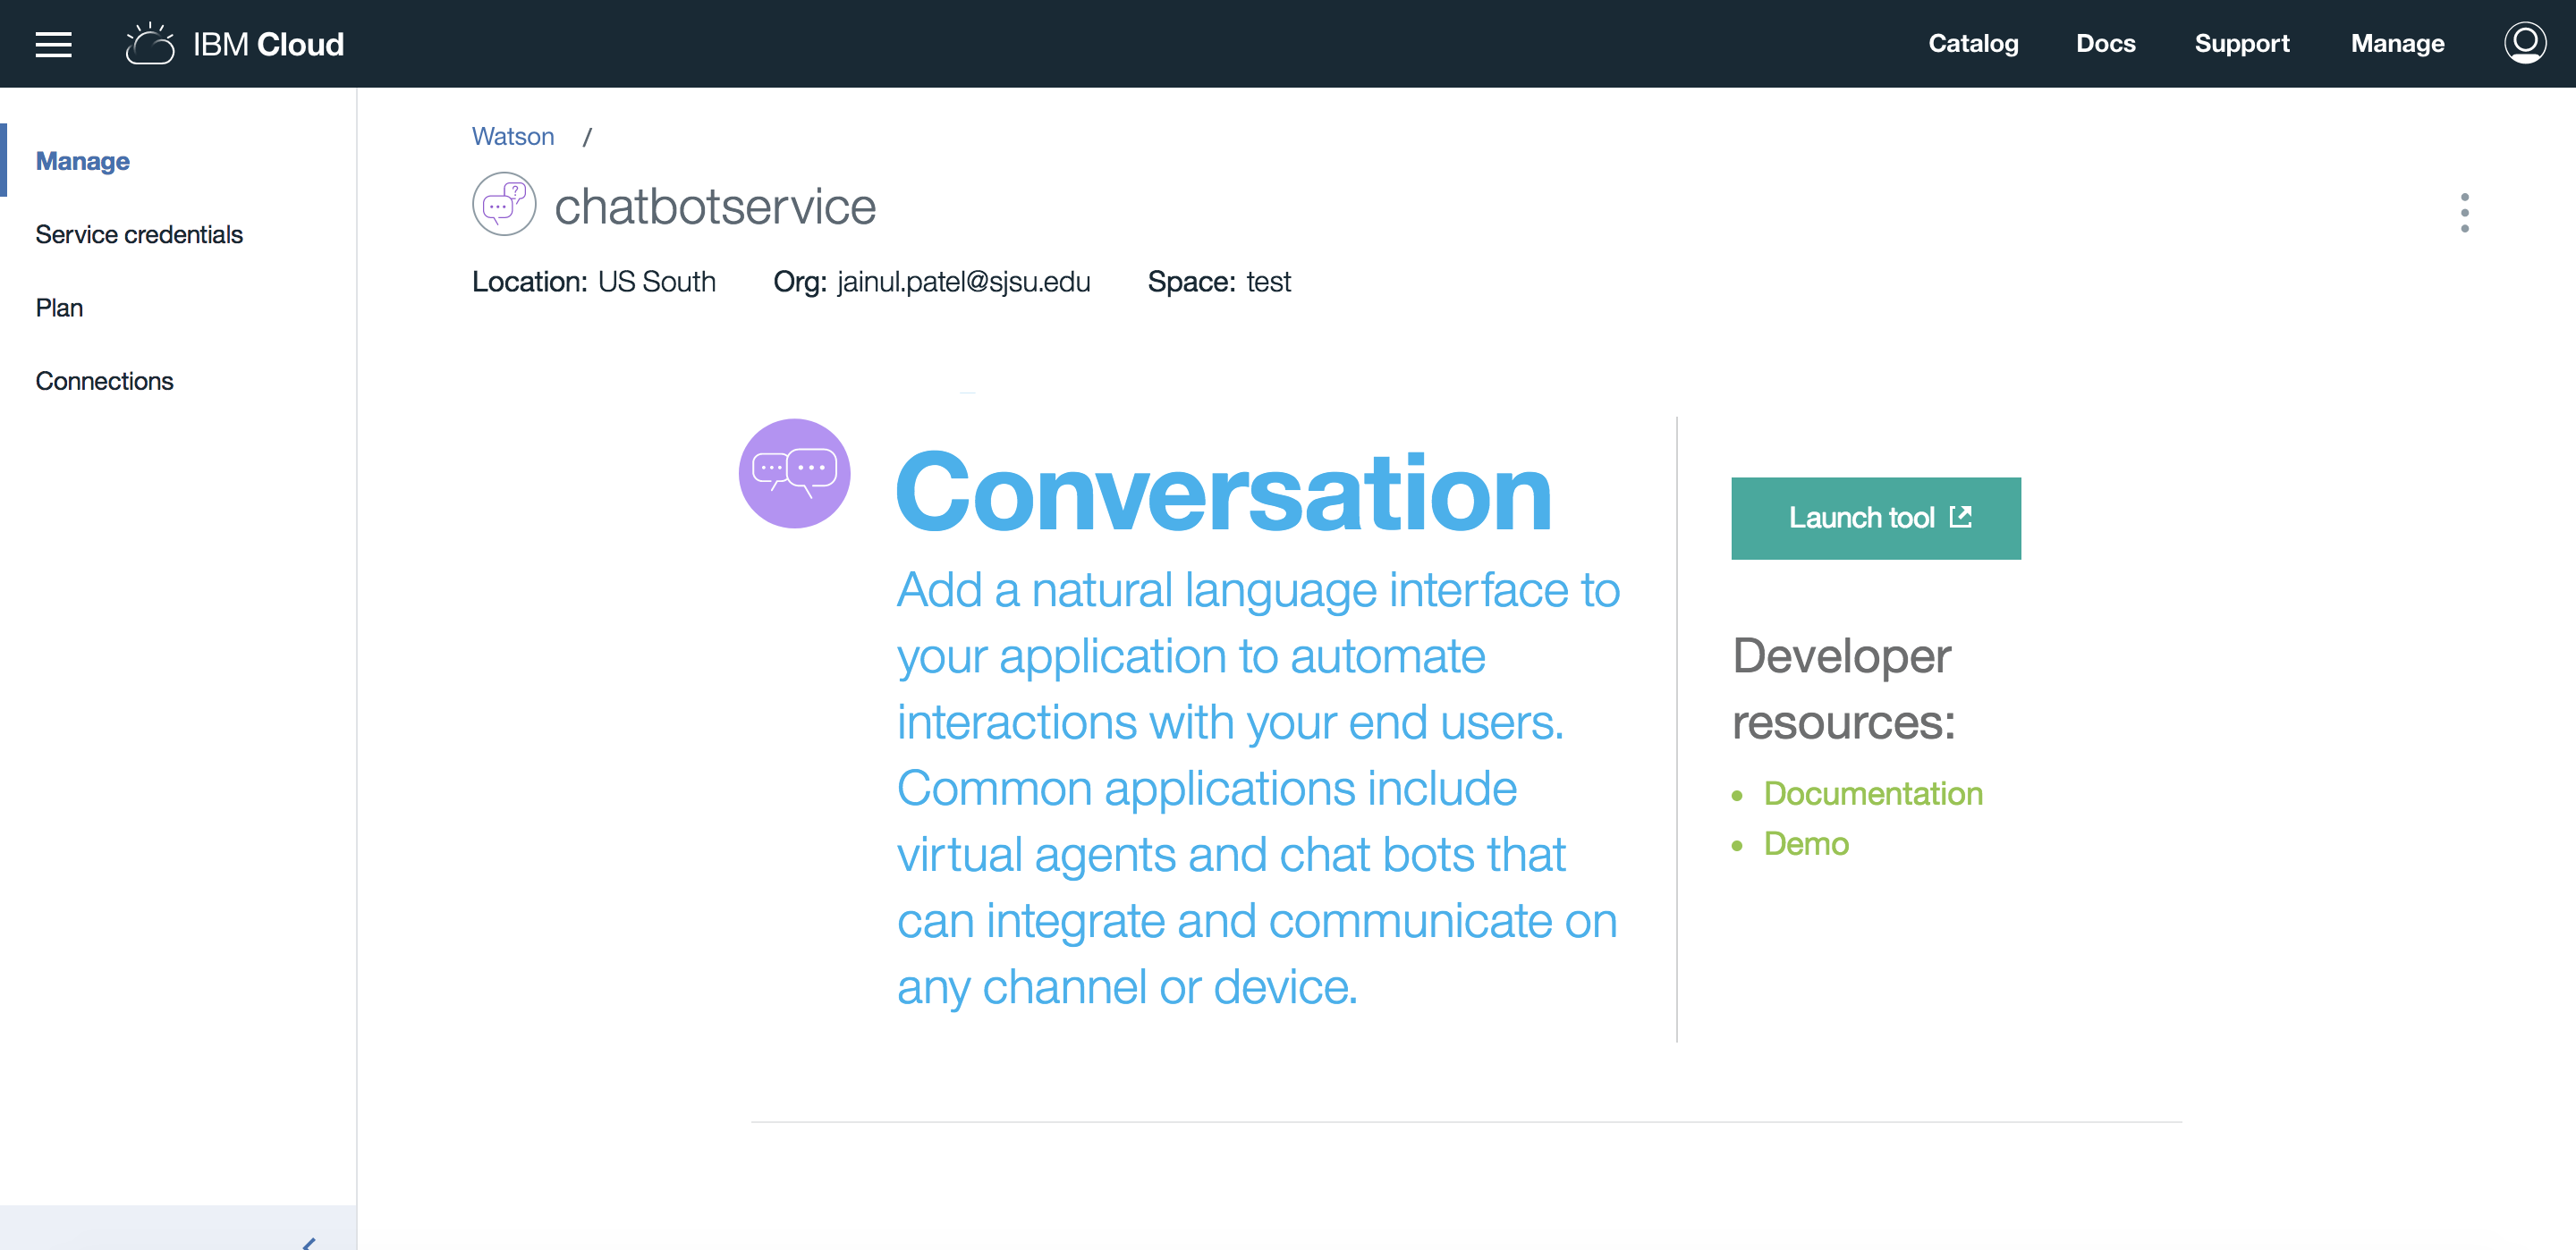 IBM Cloud
Catalog Docs Support Manage
Manage
Service credentials
Plan
Connections
Watson /
chatbotservice
Location: US South Org: jainul.patel@sjsu.edu Space: test
Conversation
Add a natural language interface to
your application to automate
interactions with your end users.
Common applications include
virtual agents and chat bots that
can integrate and communicate on
any channel or device.
Launch tool
Developer
resources:
• Documentation
• Demo